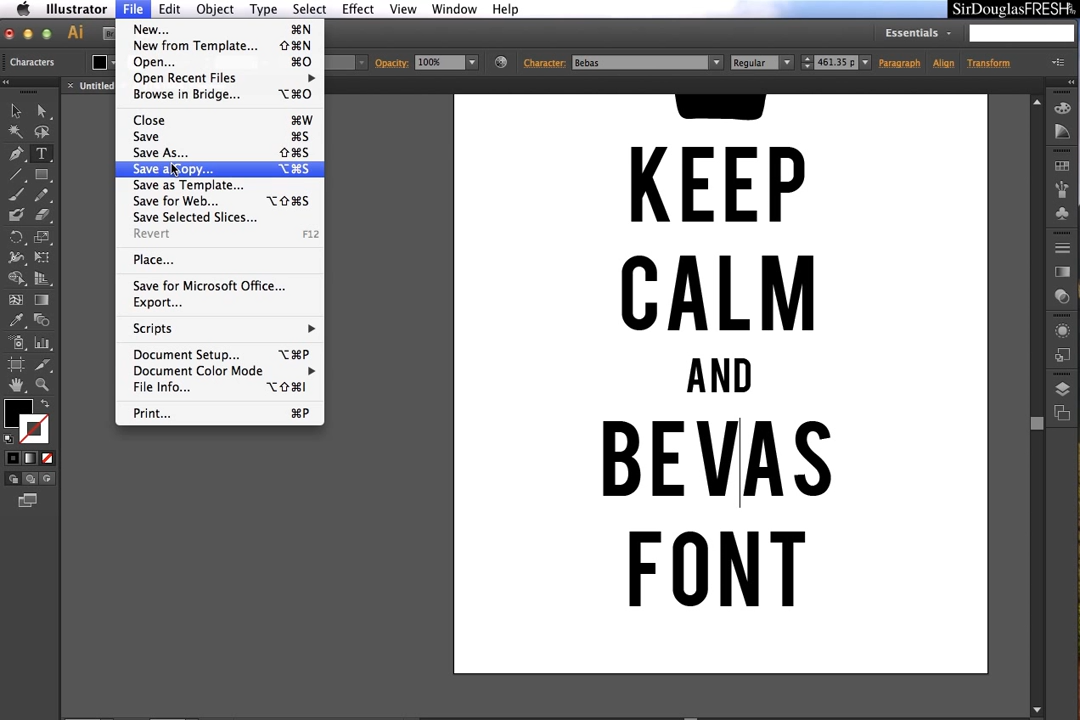 Illustrator File Edit Object Type Select Effect View Window Help
SirDouglasFRESH
Ai
Essentials
Characters
Opacity: 100%
Character: Bebas
Regular
461.35 p
Paragraph
Align
Transform
Untitled
New... ⌘N
New from Template... ⇧⌘N
Open... ⌘O
Open Recent Files
Browse in Bridge... ⌥⌘O
Close ⌘W
Save ⌘S
Save As... ⇧⌘S
Save a Copy... ⌥⌘S
Save as Template...
Save for Web... ⌥⇧⌘S
Save Selected Slices...
Revert F12
Place...
Save for Microsoft Office...
Export...
Scripts
Document Setup... ⌥⌘P
Document Color Mode
File Info... ⌥⇧⌘I
Print... ⌘P
KEEP
CALM
AND
BEVAS
FONT